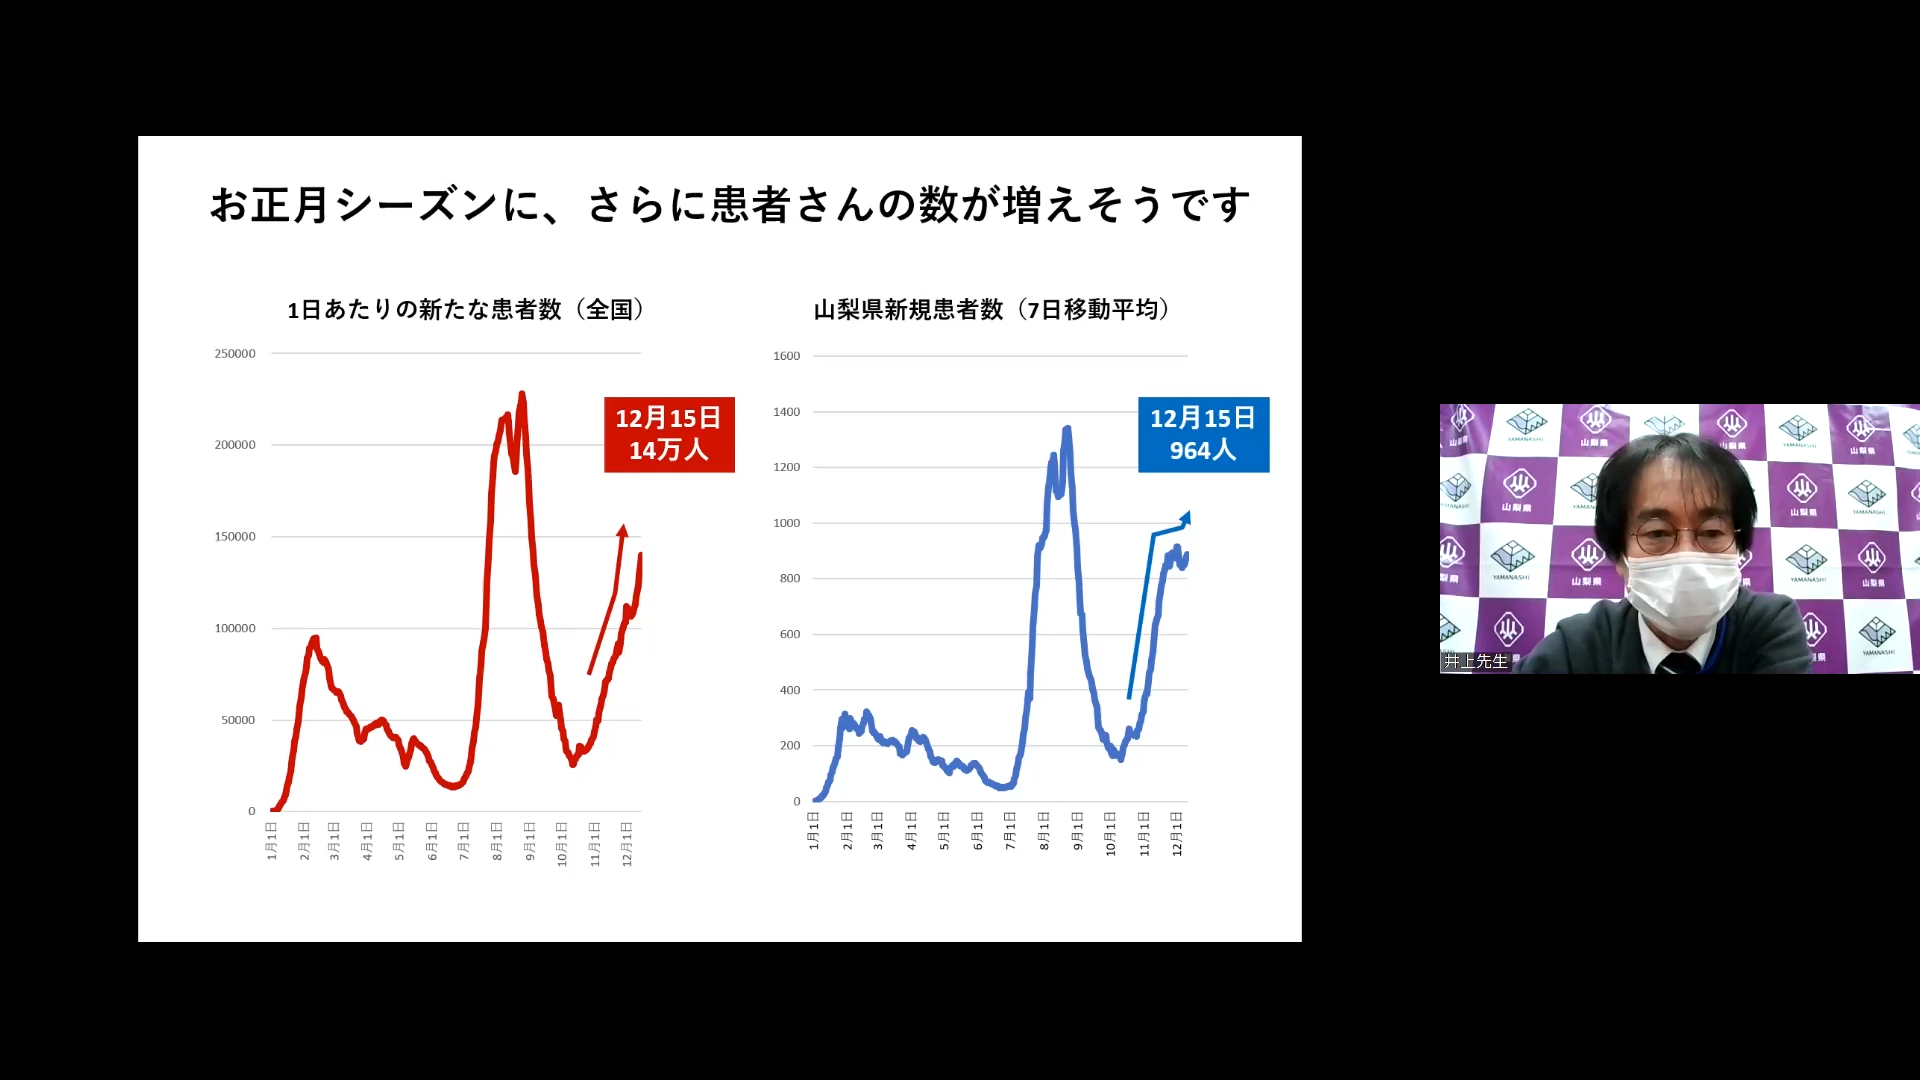 お正月シーズンに、さらに患者さんの数が増えそうです
1日あたりの新たな患者数（全国）
250000
200000
150000
100000
50000
0
1月1日
2月1日
3月1日
4月1日
5月1日
6月1日
7月1日
8月1日
9月1日
10月1日
11月1日
12月1日
12月15日
14万人
山梨県新規患者数（7日移動平均）
1600
1400
1200
1000
800
600
400
200
0
1月1日
2月1日
3月1日
4月1日
5月1日
6月1日
7月1日
8月1日
9月1日
10月1日
11月1日
12月1日
12月15日
964人
山梨県
YAMANASHI
井上先生